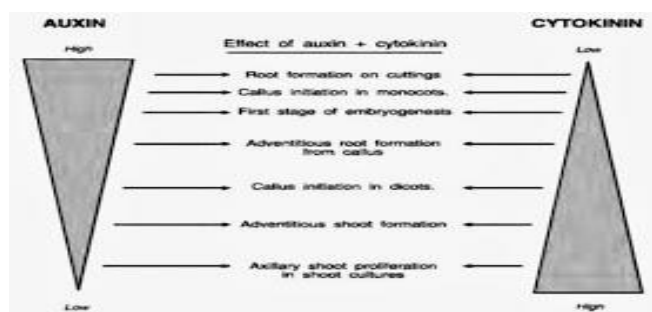 AUXIN
CYTOKININ
High
Effect of auxin + cytokinin
Low
Root formation on cuttings
Callus initiation in monocots.
First stage of embryogenesis
Adventitious root formation
from callus
Callus initiation in dicots.
Adventitious shoot formation
Axillary shoot proliferation
in shoot cultures
Low
High